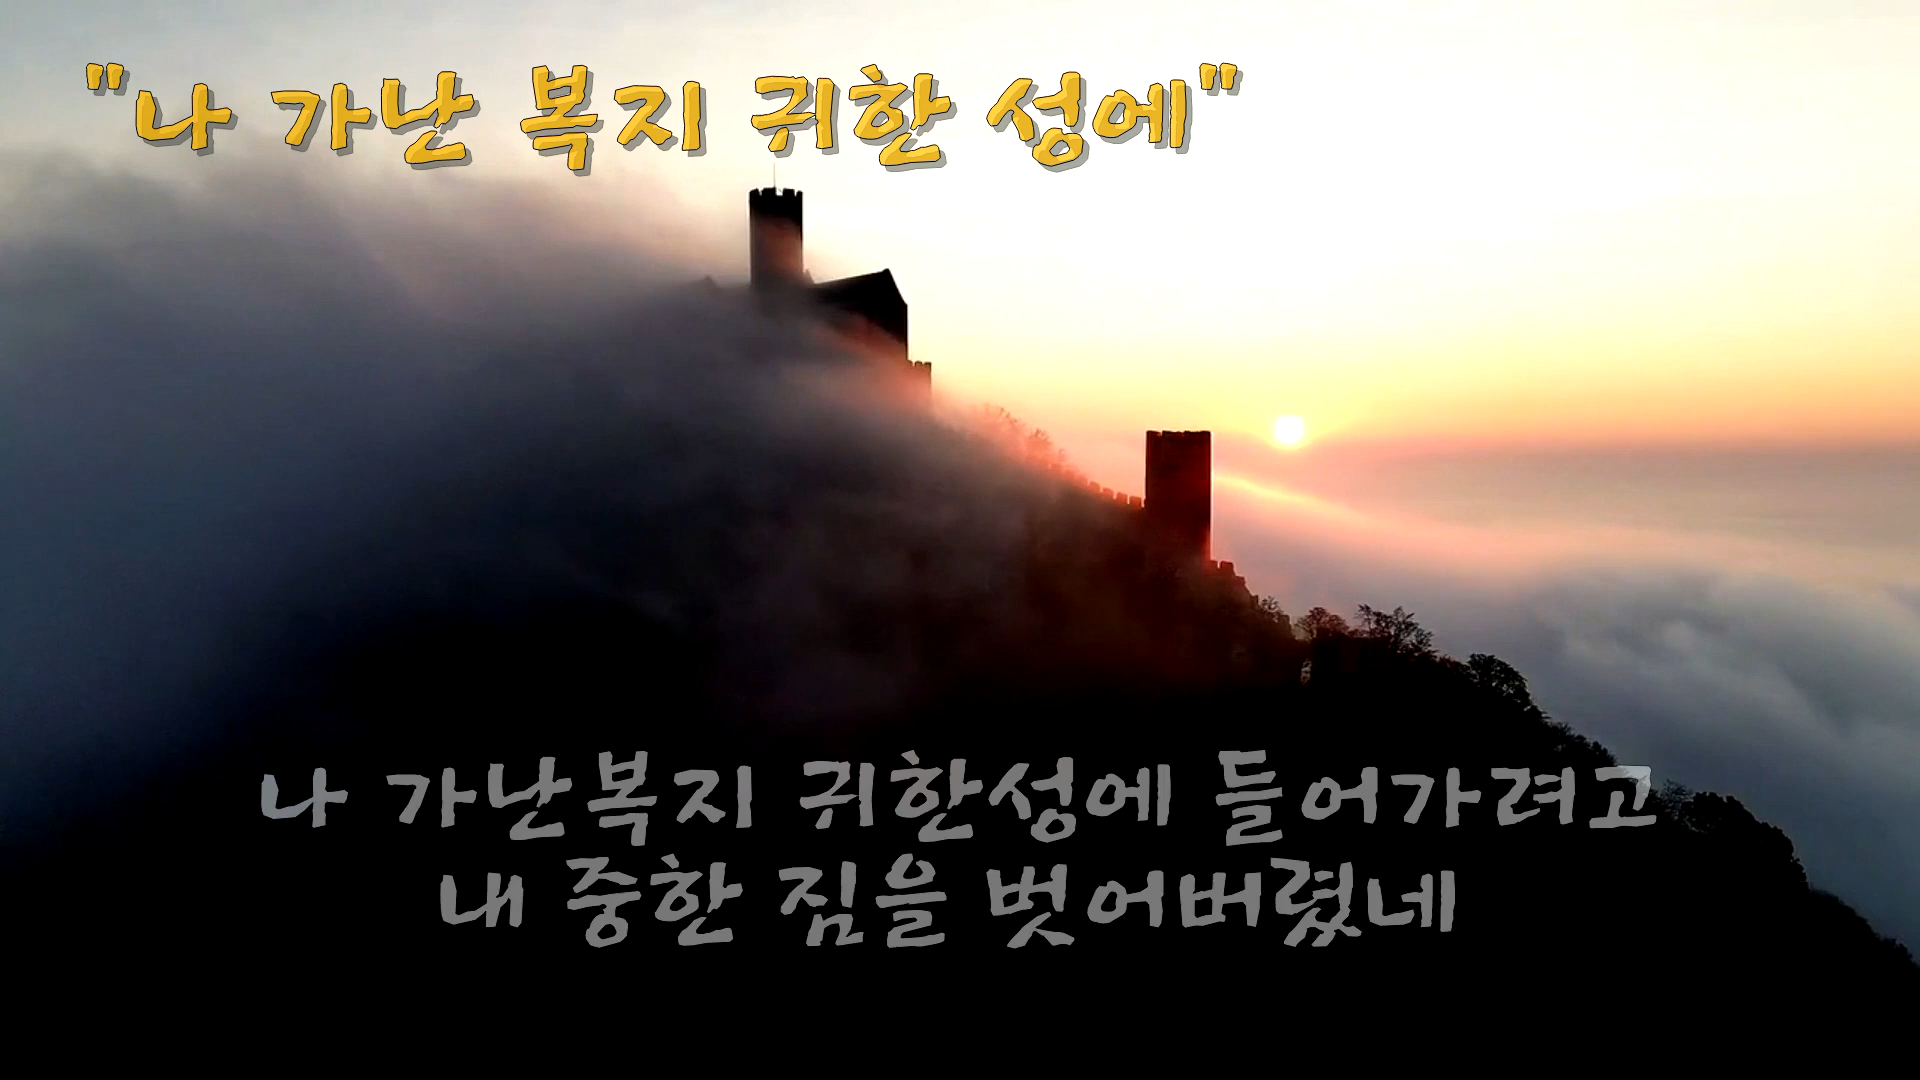 "나 가난 복지 귀한 성에"
나 가난복지 귀한성에 들어가려고
내 중한 짐을 벗어버렸네